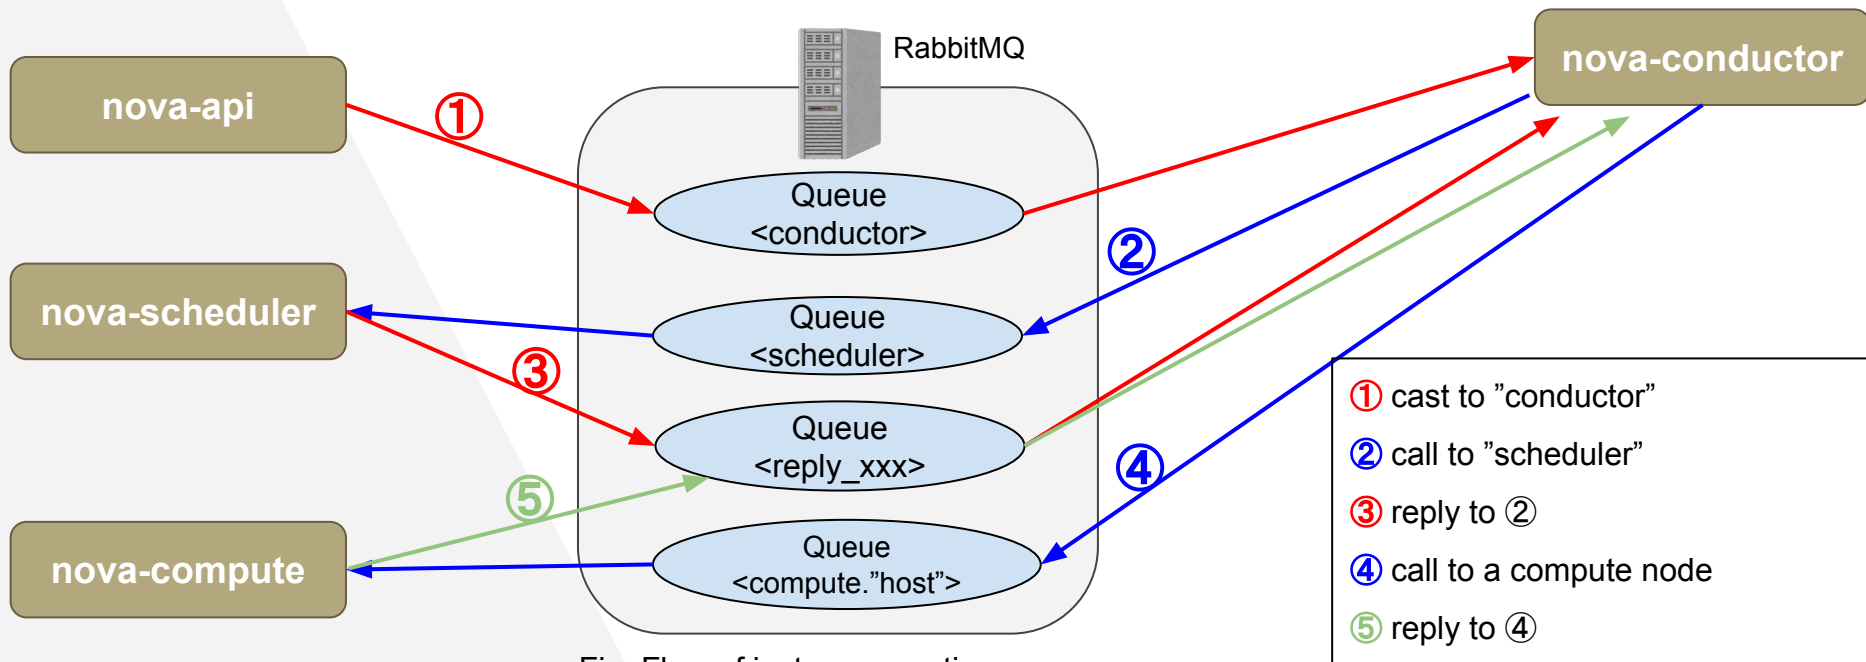 RabbitMQ
nova-conductor
nova-api
①
Queue
<conductor>
②
nova-scheduler
Queue
<scheduler>
③
Queue
<reply_xxx>
④
⑤
nova-compute
Queue
<compute.”host”>
① cast to ”conductor”
② call to ”scheduler”
③ reply to ②
④ call to a compute node
⑤ reply to ④